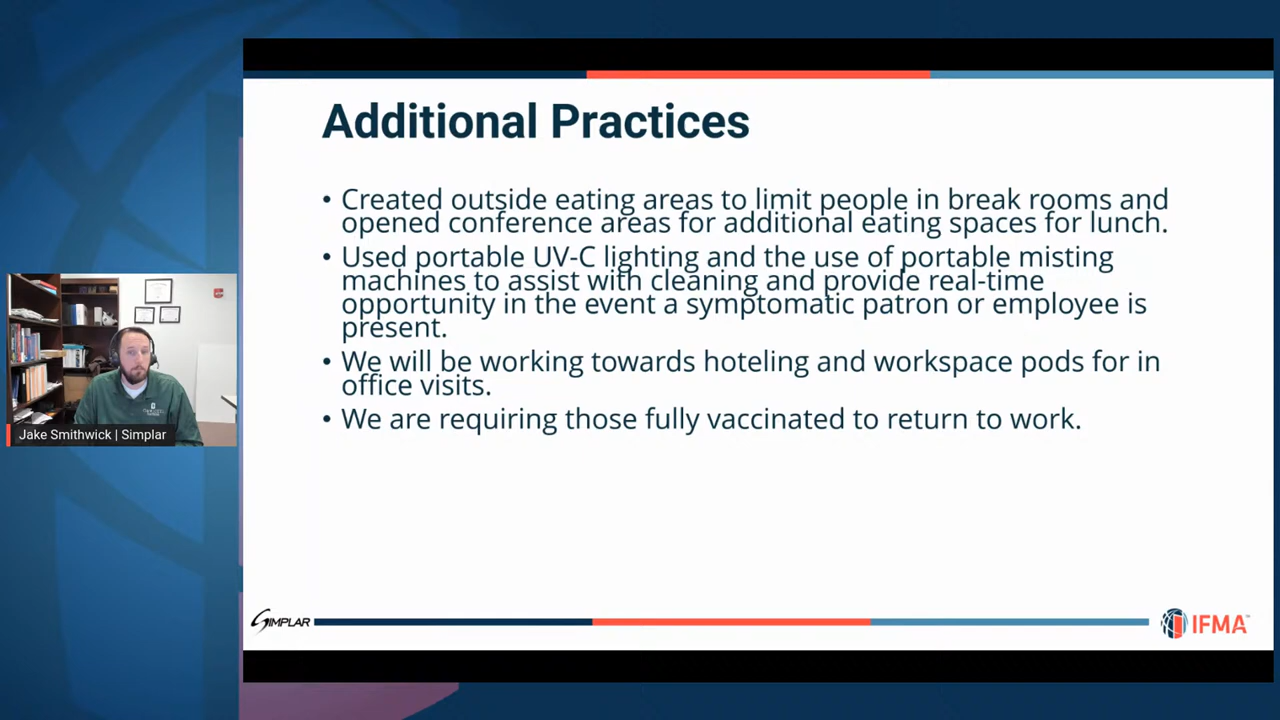 Additional Practices
• Created outside eating areas to limit people in break rooms and
opened conference areas for additional eating spaces for lunch.
• Used portable UV-C lighting and the use of portable misting
machines to assist with cleaning and provide real-time
opportunity in the event a symptomatic patron or employee is
present.
• We will be working towards hoteling and workspace pods for in
office visits.
• We are requiring those fully vaccinated to return to work.
Jake Smithwick | Simplar
SIMPLAR
IFMA™